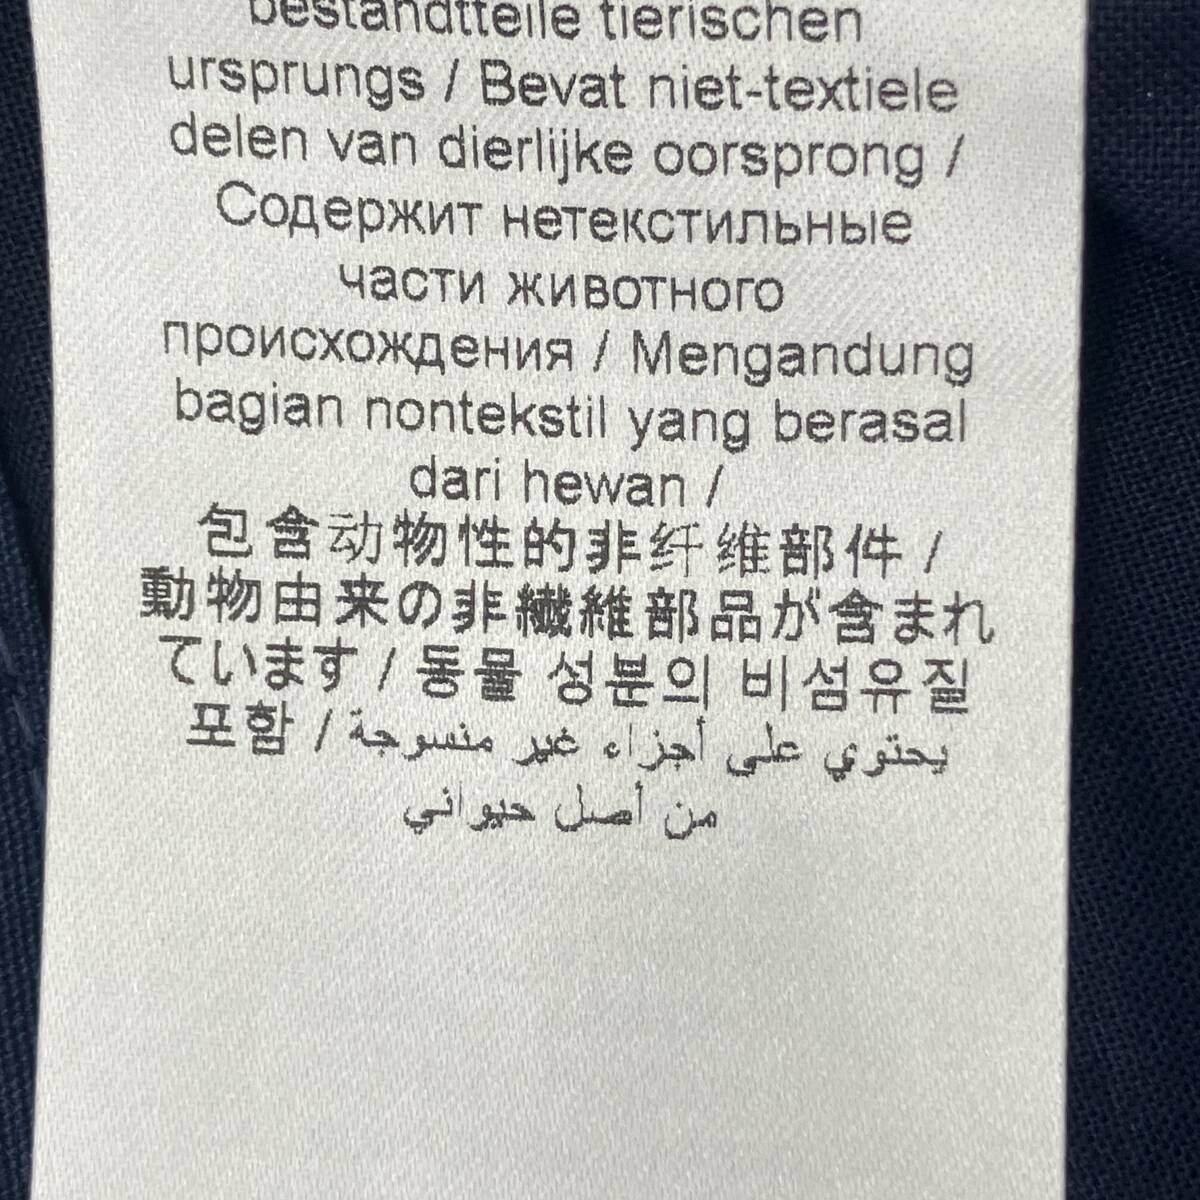 bestandtteile tierischen
ursprungs / Bevat niet-textiele
delen van dierlijke oorsprong /
Содержит нетекстильные
части животного
происхождения / Mengandung
bagian nontekstil yang berasal
dari hewan /
包含动物性的非纤维部件 /
動物由来の非繊維部品が含まれ
ています / 동물 성분의 비섬유질
포함 / يحتوي على أجزاء غير منسوجة
من أصل حيواني